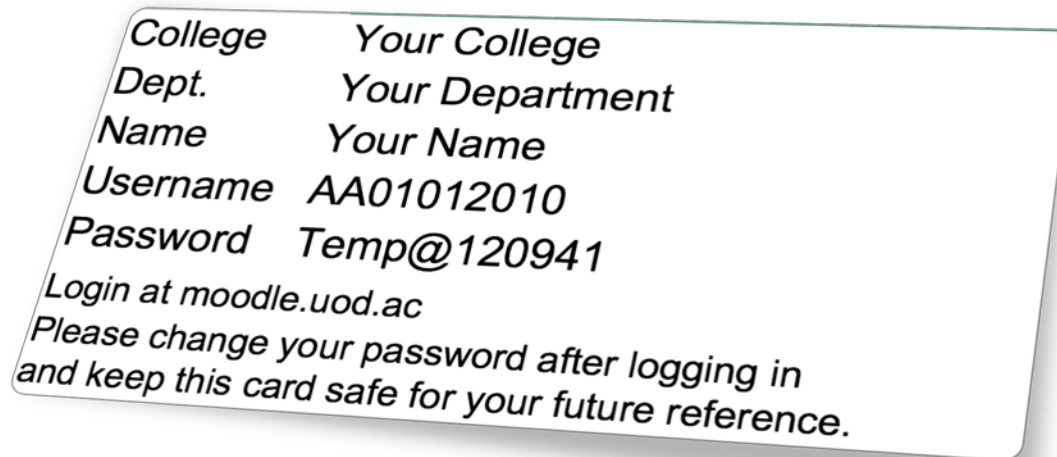 College Your College
Dept. Your Department
Name Your Name
Username AA01012010
Password Temp@120941
Login at moodle.uod.ac
Please change your password after logging in
and keep this card safe for your future reference.